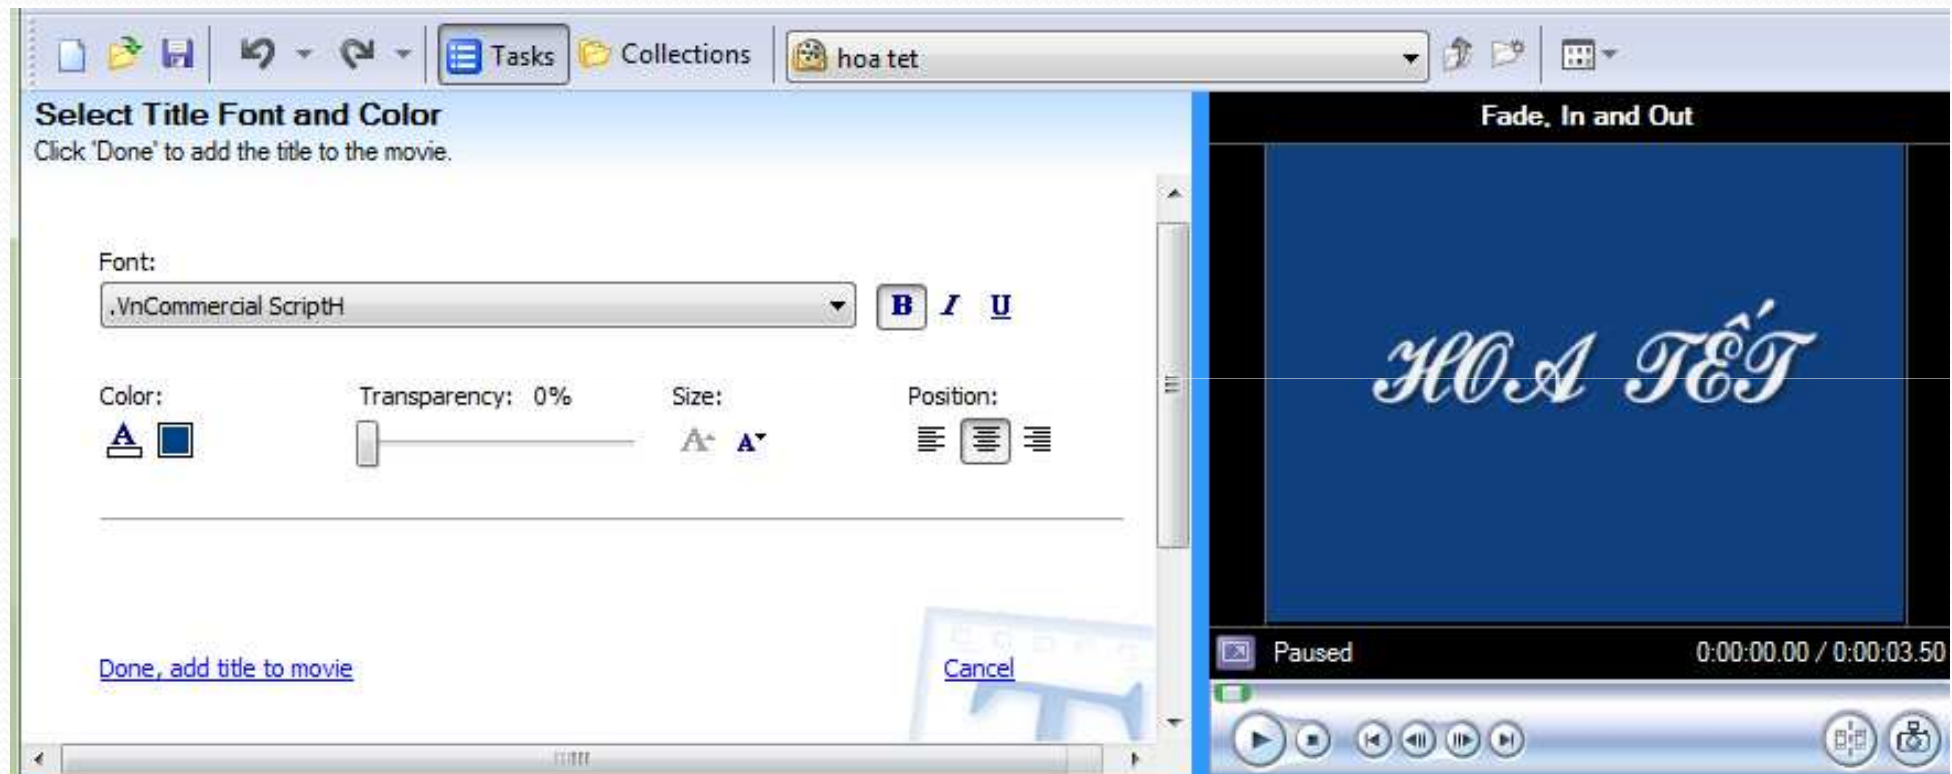 Tasks Collections hoa tet
Select Title Font and Color
Click 'Done' to add the title to the movie.
Font:
.VnCommercial ScriptH B I U
Color: Transparency: 0% Size: Position:
A A A
Done, add title to movie Cancel
Fade, In and Out
HOA TẾT
Paused 0:00:00.00 / 0:00:03.50